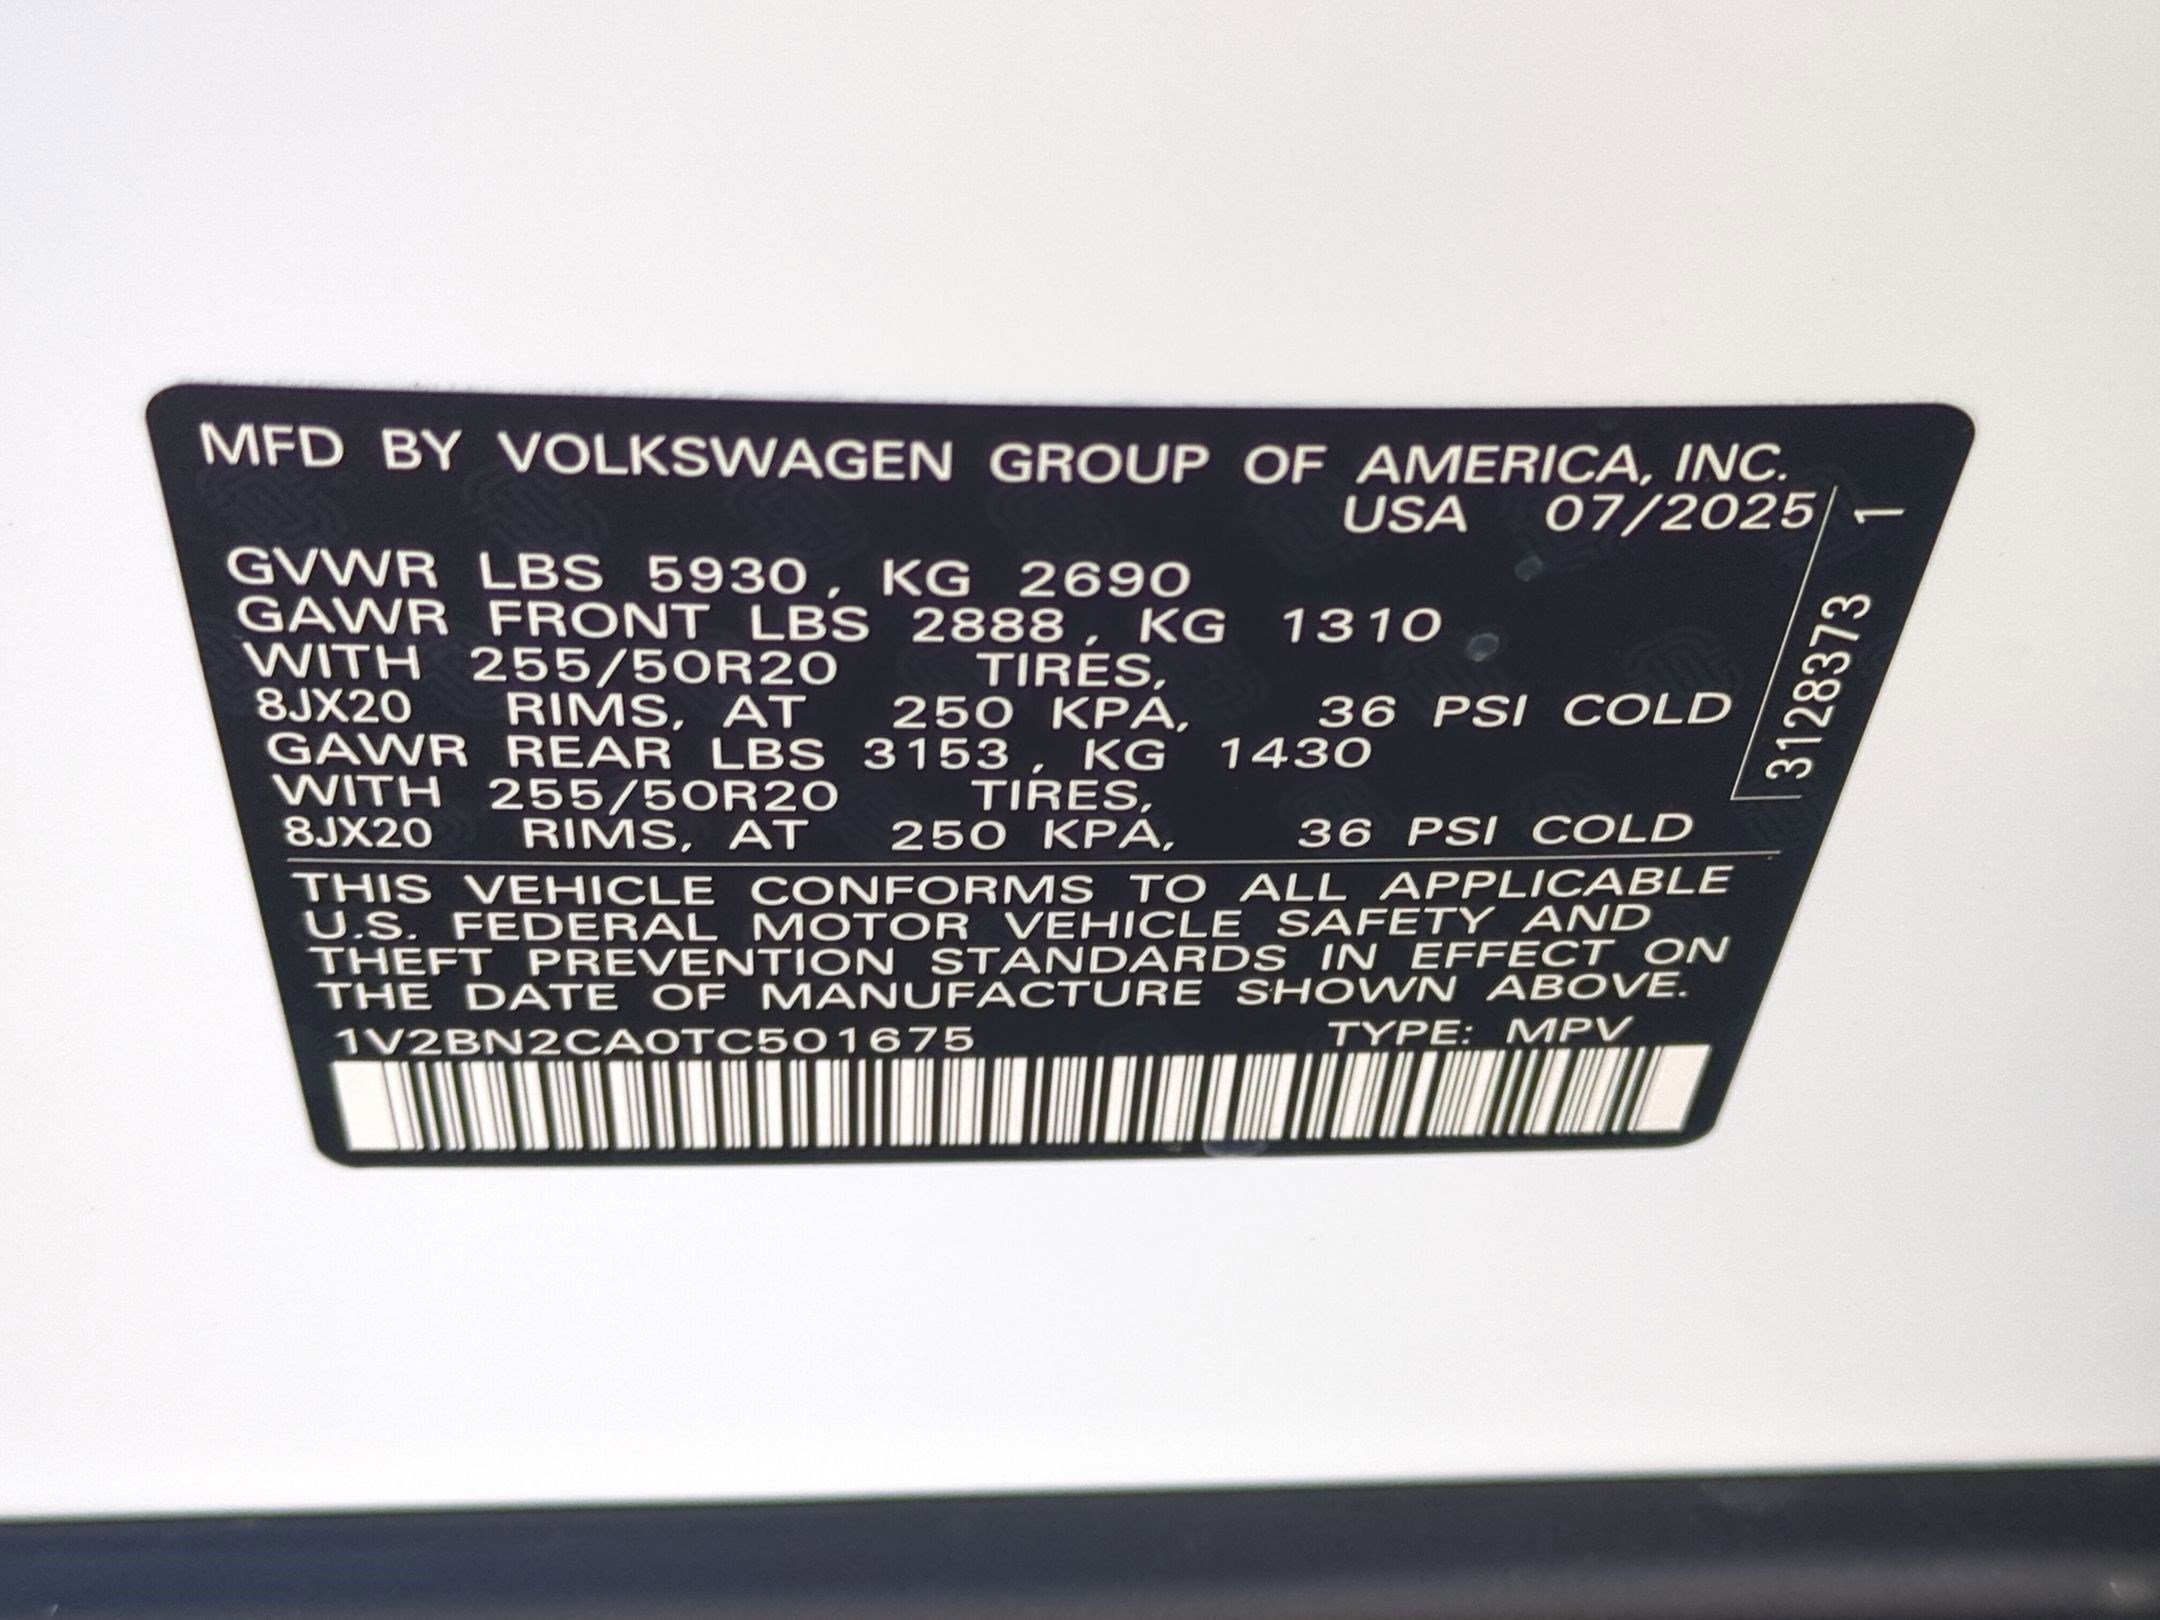 MFD BY VOLKSWAGEN GROUP OF AMERICA, INC.
USA 07/2025
GVWR LBS 5930, KG 2690
GAWR FRONT LBS 2888, KG 1310
WITH 255/50R20 TIRES,
8JX20 RIMS, AT 250 KPA, 36 PSI COLD
GAWR REAR LBS 3153, KG 1430
WITH 255/50R20 TIRES,
8JX20 RIMS, AT 250 KPA, 36 PSI COLD
THIS VEHICLE CONFORMS TO ALL APPLICABLE
U.S. FEDERAL MOTOR VEHICLE SAFETY AND
THEFT PREVENTION STANDARDS IN EFFECT ON
THE DATE OF MANUFACTURE SHOWN ABOVE.
1V2BN2CA0TC501675 TYPE: MPV
3128373 1